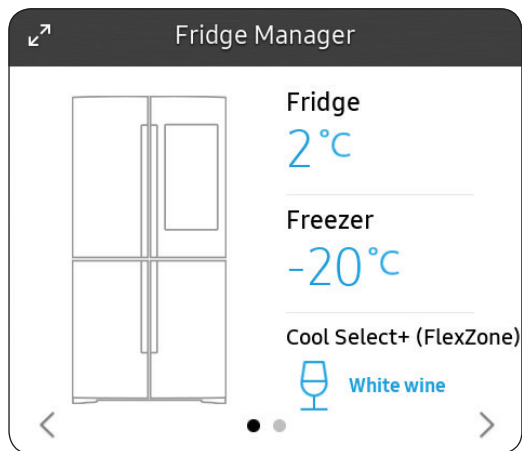 Fridge Manager
Fridge
2°C
Freezer
-20°C
Cool Select+ (FlexZone)
White wine